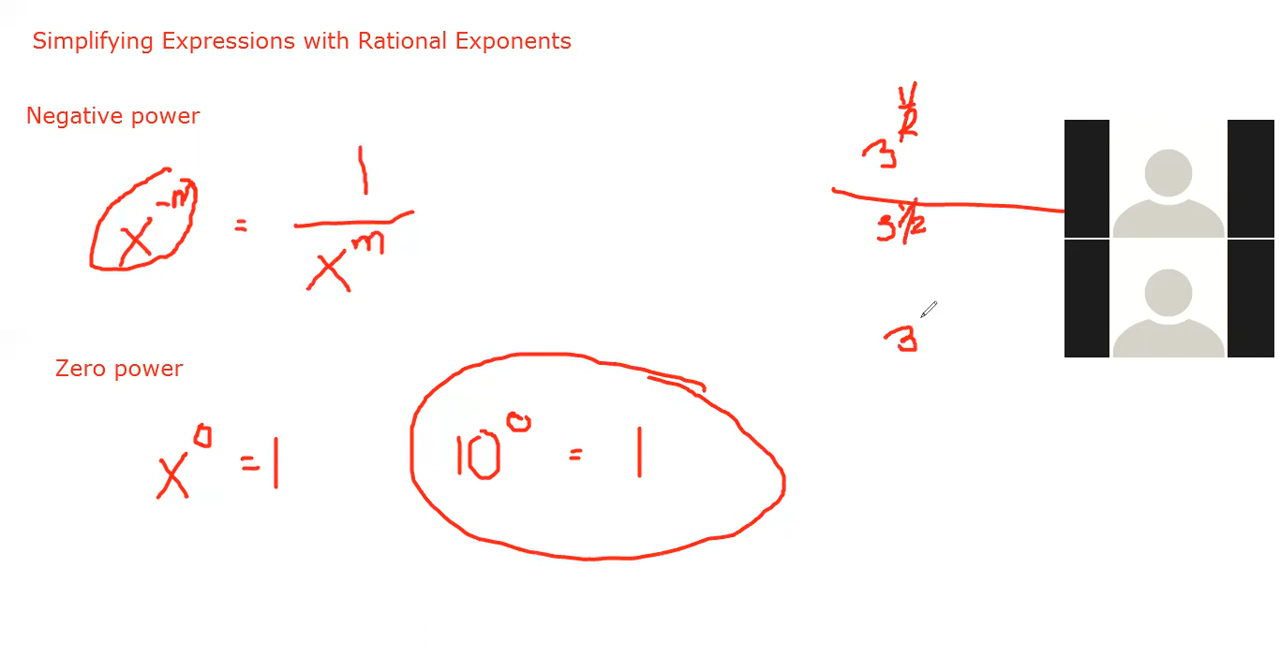 Simplifying Expressions with Rational Exponents
Negative power
x^-m = 1/x^m
3^1/2
3^1/2
3
Zero power
x^0 = 1
10^0 = 1